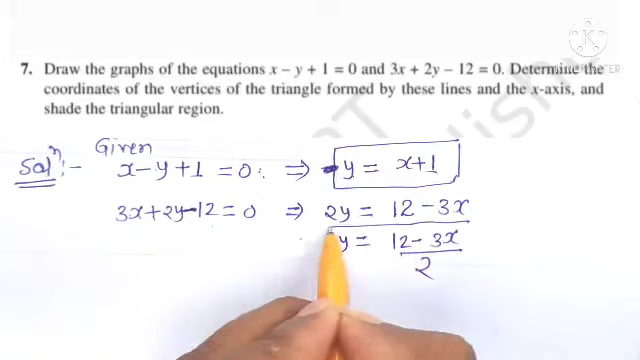 7. Draw the graphs of the equations x − y + 1 = 0 and 3x + 2y − 12 = 0. Determine the
coordinates of the vertices of the triangle formed by these lines and the x-axis, and
shade the triangular region.
Given
Solⁿ:- x-y+1=0: ⇒ y = x+1
3x+2y-12=0 ⇒ 2y = 12-3x
y = 12-3x
2